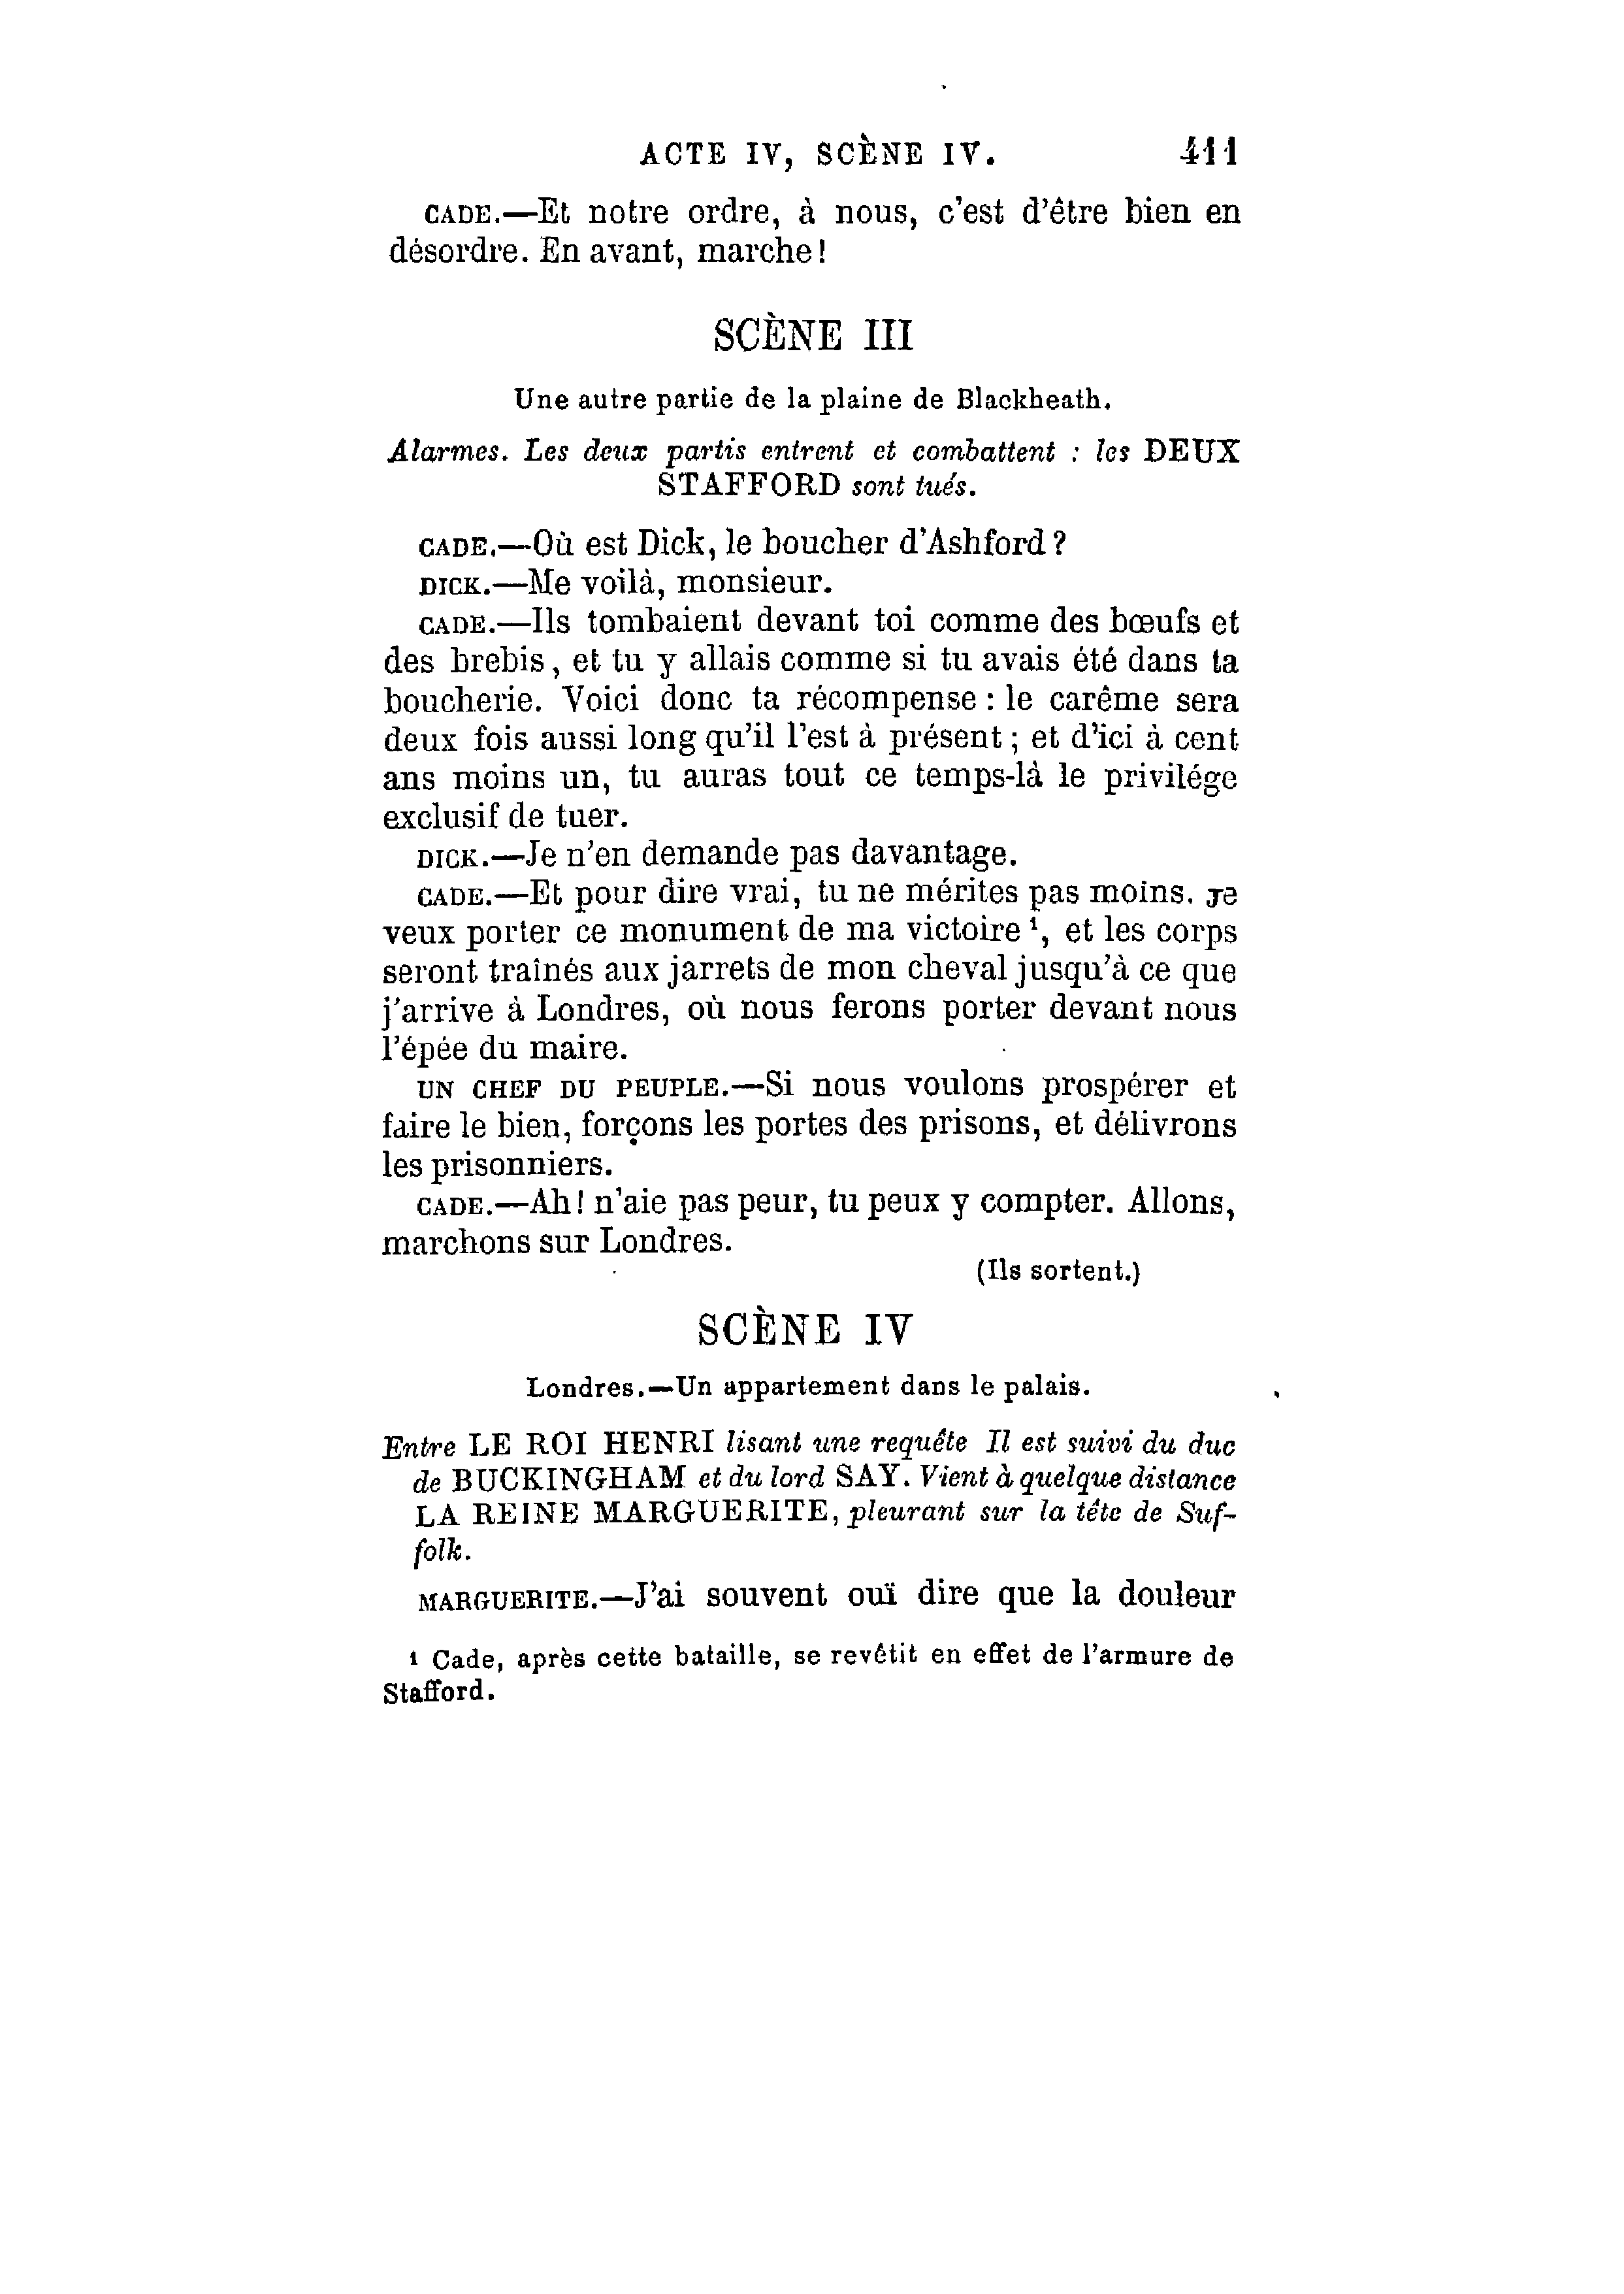 ACTE IV, SCÈNE IV. 411
CADE.—Et notre ordre, à nous, c'est d'être bien en
désordre. En avant, marche!
SCÈNE III
Une autre partie de la plaine de Blackheath.
Alarmes. Les deux partis entrent et combattent : les DEUX
STAFFORD sont tués.
CADE.—Où est Dick, le boucher d'Ashford?
DICK.—Me voilà, monsieur.
CADE.—Ils tombaient devant toi comme des bœufs et
des brebis, et tu y allais comme si tu avais été dans ta
boucherie. Voici donc ta récompense : le carême sera
deux fois aussi long qu'il l'est à présent ; et d'ici à cent
ans moins un, tu auras tout ce temps-là le privilége
exclusif de tuer.
DICK.—Je n'en demande pas davantage.
CADE.—Et pour dire vrai, tu ne mérites pas moins. Je
veux porter ce monument de ma victoire ¹, et les corps
seront traînés aux jarrets de mon cheval jusqu'à ce que
j'arrive à Londres, où nous ferons porter devant nous
l'épée du maire.
UN CHEF DU PEUPLE.—Si nous voulons prospérer et
faire le bien, forçons les portes des prisons, et délivrons
les prisonniers.
CADE.—Ah! n'aie pas peur, tu peux y compter. Allons,
marchons sur Londres.
(Ils sortent.)
SCÈNE IV
Londres.—Un appartement dans le palais.
Entre LE ROI HENRI lisant une requête Il est suivi du duc
de BUCKINGHAM et du lord SAY. Vient à quelque distance
LA REINE MARGUERITE, pleurant sur la tête de Suf-
folk.
MARGUERITE.—J'ai souvent ouï dire que la douleur
¹ Cade, après cette bataille, se revêtit en effet de l'armure de
Stafford.